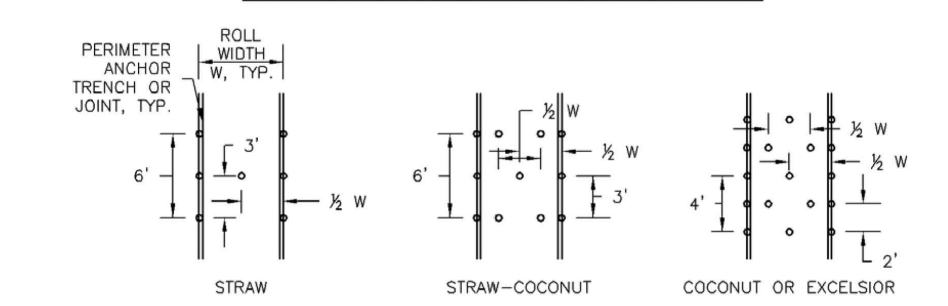 ROLL
WIDTH
W, TYP.
PERIMETER
ANCHOR
TRENCH OR
JOINT, TYP.
6'
3'
½ W
STRAW
½ W
½ W
6'
3'
STRAW-COCONUT
½ W
½ W
4'
2'
COCONUT OR EXCELSIOR